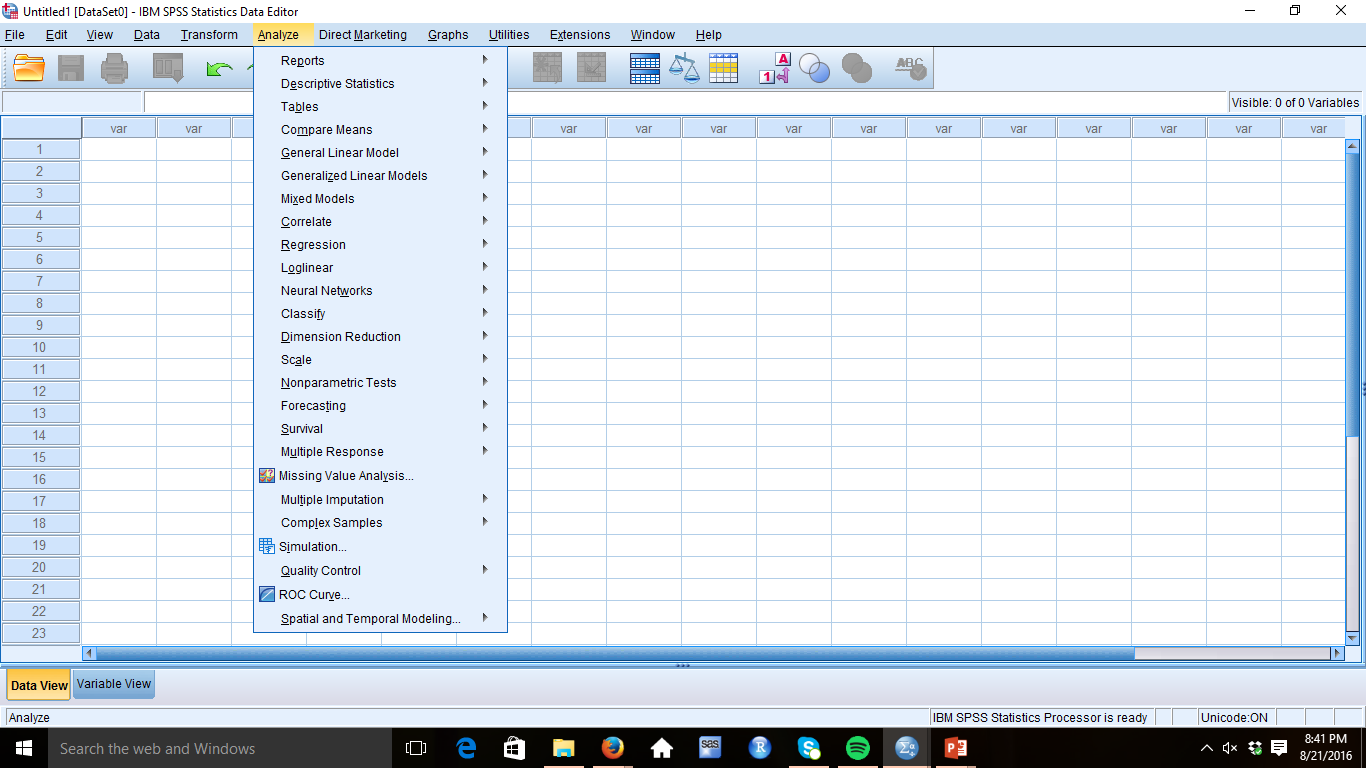 Untitled1 [DataSet0] - IBM SPSS Statistics Data Editor
File Edit View Data Transform Analyze Direct Marketing Graphs Utilities Extensions Window Help
A
1
ABC
Visible: 0 of 0 Variables
var var var var var var var var var var var var var
Reports
Descriptive Statistics
Tables
Compare Means
General Linear Model
Generalized Linear Models
Mixed Models
Correlate
Regression
Loglinear
Neural Networks
Classify
Dimension Reduction
Scale
Nonparametric Tests
Forecasting
Survival
Multiple Response
Missing Value Analysis...
Multiple Imputation
Complex Samples
Simulation...
Quality Control
ROC Curve...
Spatial and Temporal Modeling...
1
2
3
4
5
6
7
8
9
10
11
12
13
14
15
16
17
18
19
20
21
22
23
Data View Variable View
Analyze
IBM SPSS Statistics Processor is ready Unicode:ON
Search the web and Windows
sas
R
8:41 PM
8/21/2016